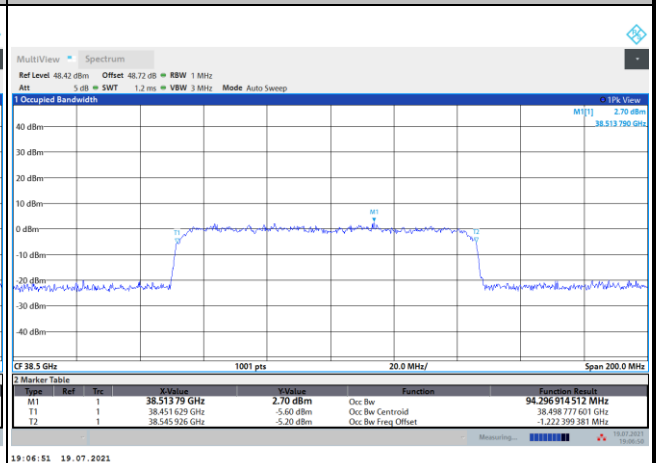 MultiView Spectrum
Ref Level 48.42 dBm Offset 48.72 dB RBW 1 MHz
Att 5 dB SWT 1.2 ms VBW 3 MHz Mode Auto Sweep
1 Occupied Bandwidth 1Pk View
M1[1] 2.70 dBm
38.513 790 GHz
40 dBm
30 dBm
20 dBm
10 dBm
M1
0 dBm
T1 T2
-10 dBm
-20 dBm
-30 dBm
-40 dBm
CF 38.5 GHz 1001 pts 20.0 MHz/ Span 200.0 MHz
2 Marker Table
Type Ref Trc X-Value Y-Value Function Function Result
M1 1 38.513 79 GHz 2.70 dBm Occ Bw 94.296 914 512 MHz
T1 1 38.451 629 GHz -5.60 dBm Occ Bw Centroid 38.498 777 601 GHz
T2 1 38.545 926 GHz -5.20 dBm Occ Bw Freq Offset -1.222 399 381 MHz
Measuring... 19.07.2021
19:06:50
19:06:51 19.07.2021